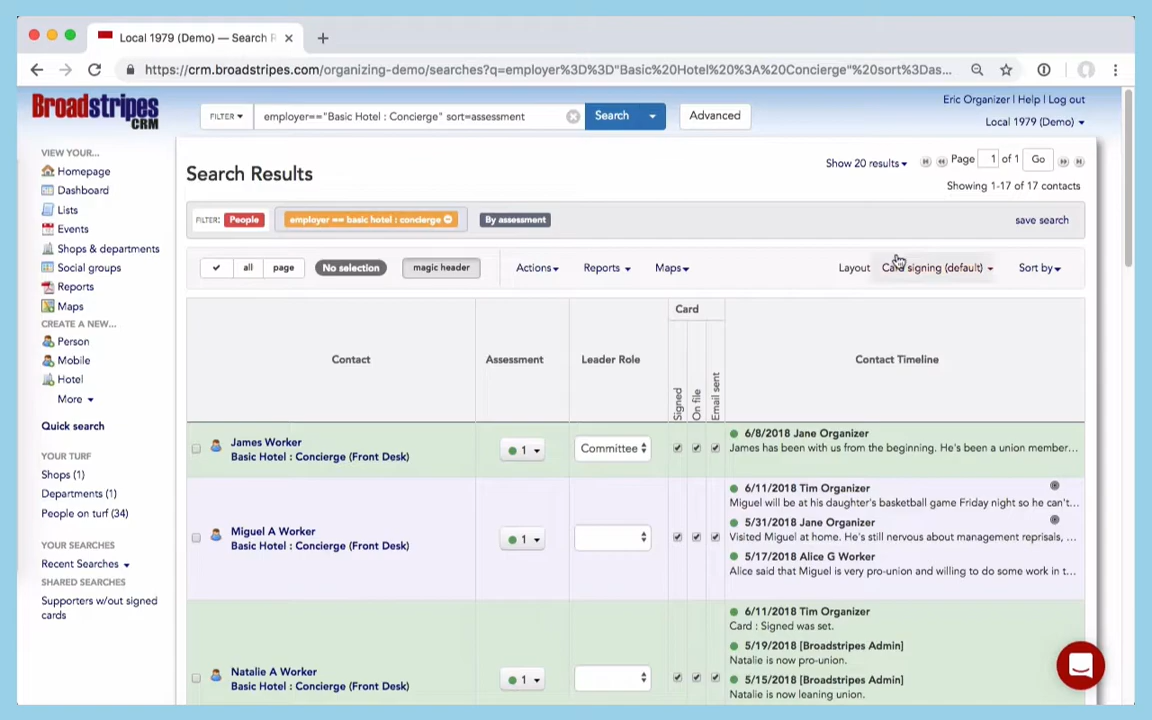 Local 1979 (Demo) — Search R
https://crm.broadstripes.com/organizing-demo/searches?q=employer%3D%3D"Basic%20Hotel%20%3A%20Concierge"%20sort%3Das...
Eric Organizer | Help | Log out
Local 1979 (Demo)
BROADSTRIPES
CRM
FILTER
employer=="Basic Hotel : Concierge" sort=assessment
Search
Advanced
VIEW YOUR...
Homepage
Dashboard
Lists
Events
Shops & departments
Social groups
Reports
Maps
CREATE A NEW...
Person
Mobile
Hotel
More
Quick search
YOUR TURF
Shops (1)
Departments (1)
People on turf (34)
YOUR SEARCHES
Recent Searches
SHARED SEARCHES
Supporters w/out signed
cards
Search Results
Show 20 results
Page 1 of 1 Go
Showing 1-17 of 17 contacts
FILTER: People
employer == basic hotel : concierge
By assessment
save search
all
page
No selection
magic header
Actions
Reports
Maps
Layout
Card signing (default)
Sort by
Contact
Assessment
Leader Role
Card
Signed
On file
Email sent
Contact Timeline
James Worker
Basic Hotel : Concierge (Front Desk)
1
Committee
6/8/2018 Jane Organizer
James has been with us from the beginning. He's been a union member...
Miguel A Worker
Basic Hotel : Concierge (Front Desk)
1
6/11/2018 Tim Organizer
Miguel will be at his daughter's basketball game Friday night so he can't...
5/31/2018 Jane Organizer
Visited Miguel at home. He's still nervous about management reprisals, ...
5/17/2018 Alice G Worker
Alice said that Miguel is very pro-union and willing to do some work in t...
Natalie A Worker
Basic Hotel : Concierge (Front Desk)
1
6/11/2018 Tim Organizer
Card : Signed was set.
5/19/2018 [Broadstripes Admin]
Natalie is now pro-union.
5/15/2018 [Broadstripes Admin]
Natalie is now leaning union.